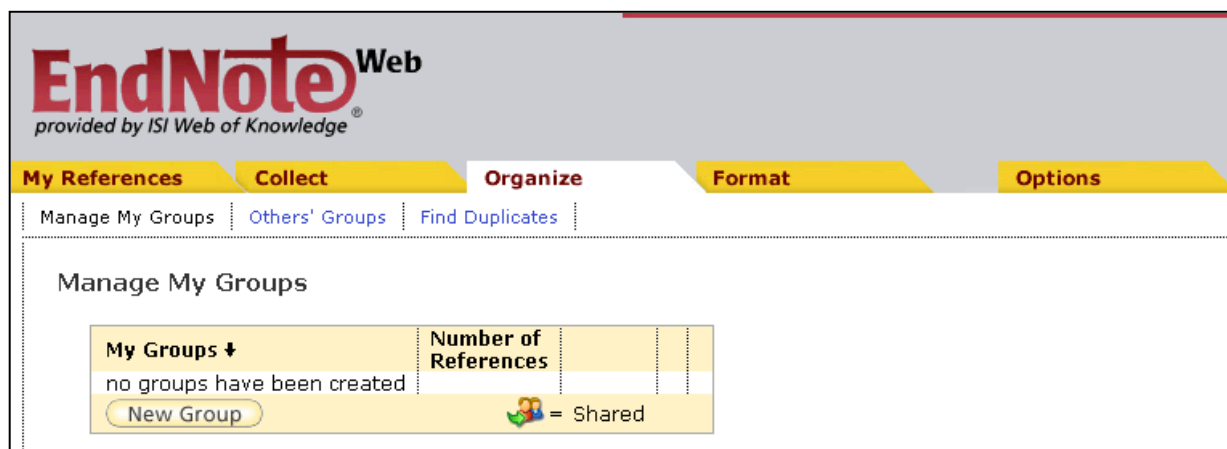 EndNote Web
®
provided by ISI Web of Knowledge
My References Collect Organize Format Options
Manage My Groups Others' Groups Find Duplicates
Manage My Groups
My Groups Number of
References
no groups have been created
New Group = Shared